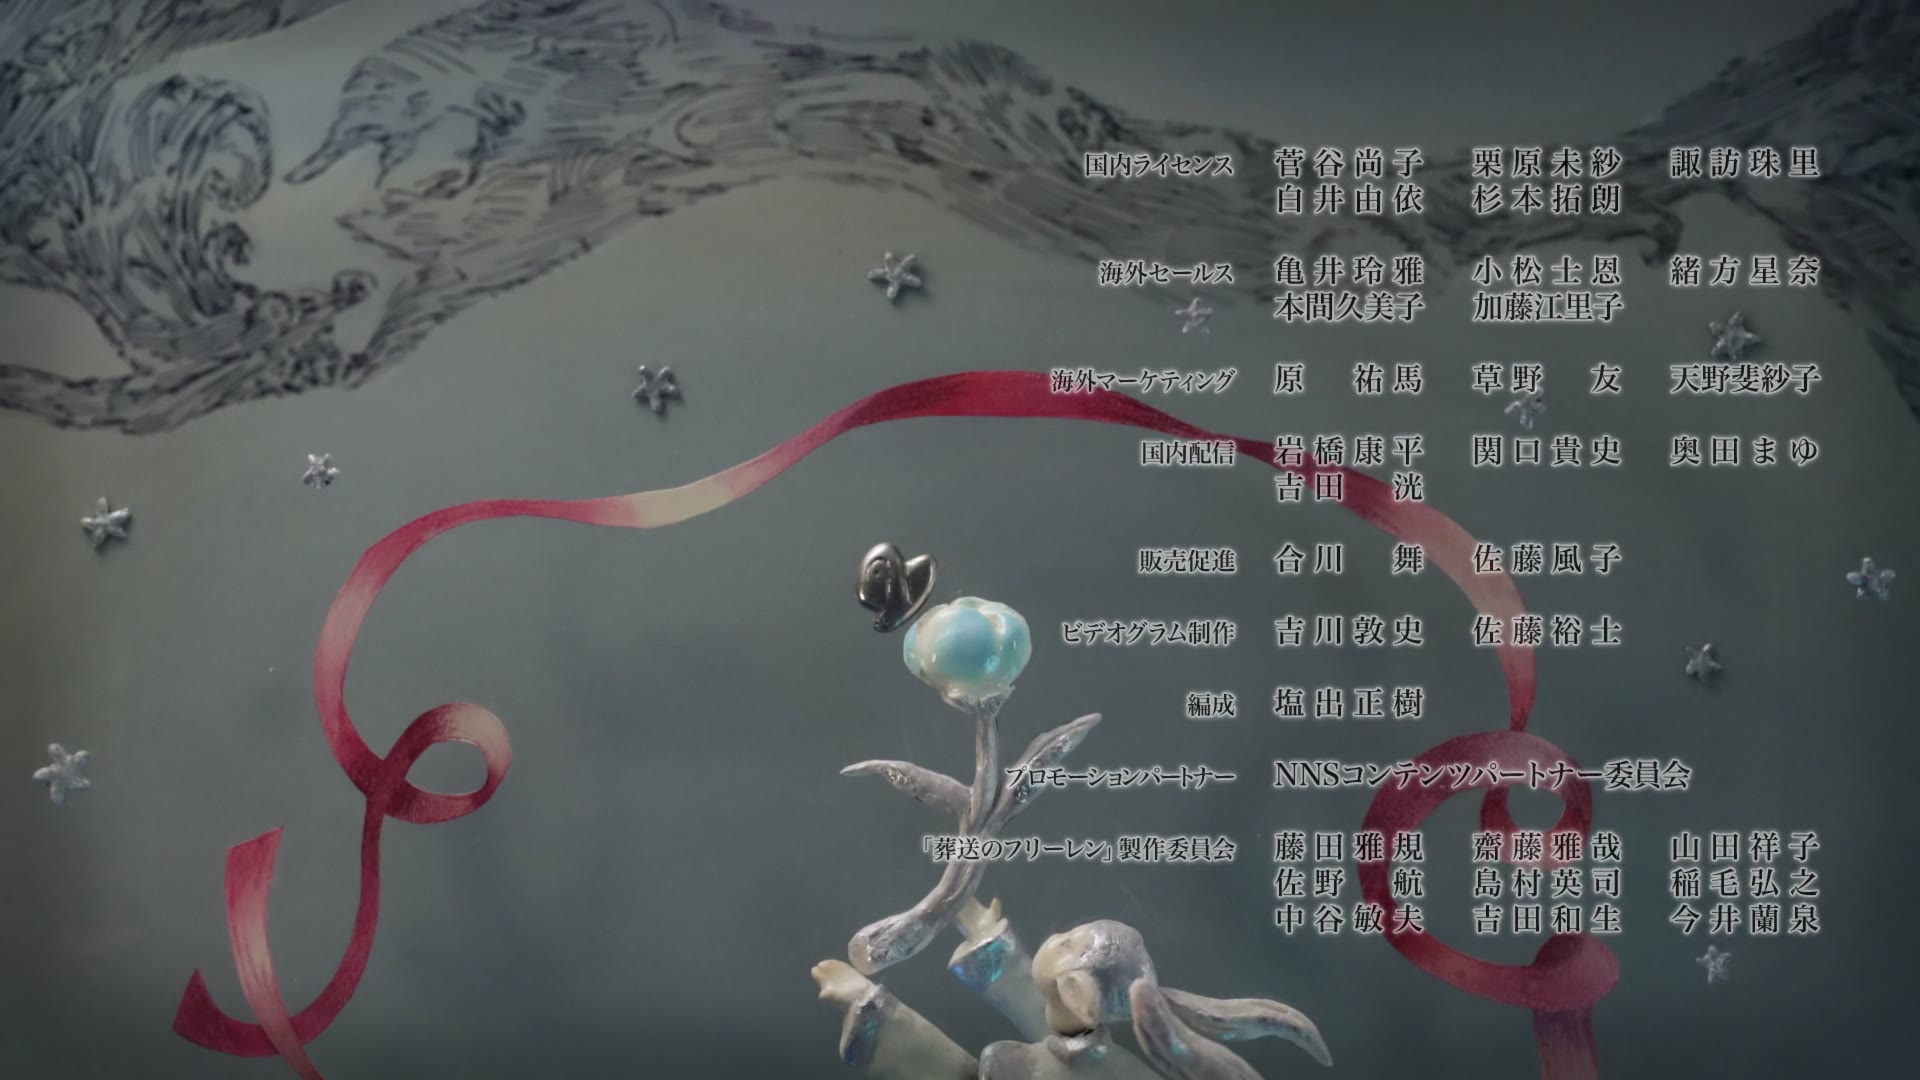 国内ライセンス 菅谷尚子 栗原未紗 諏訪珠里
白井由依 杉本拓朗
海外セールス 亀井玲雅 小松士恩 緒方星奈
本間久美子 加藤江里子
海外マーケティング 原 祐馬 草野 友 天野斐紗子
国内配信 岩橋康平 関口貴史 奥田まゆ
吉田 洸
販売促進 合川 舞 佐藤風子
ビデオグラム制作 吉川敦史 佐藤裕士
編成 塩出正樹
プロモーションパートナー NNSコンテンツパートナー委員会
「葬送のフリーレン」製作委員会 藤田雅規 齋藤雅哉 山田祥子
佐野 航 島村英司 稲毛弘之
中谷敏夫 吉田和生 今井蘭泉